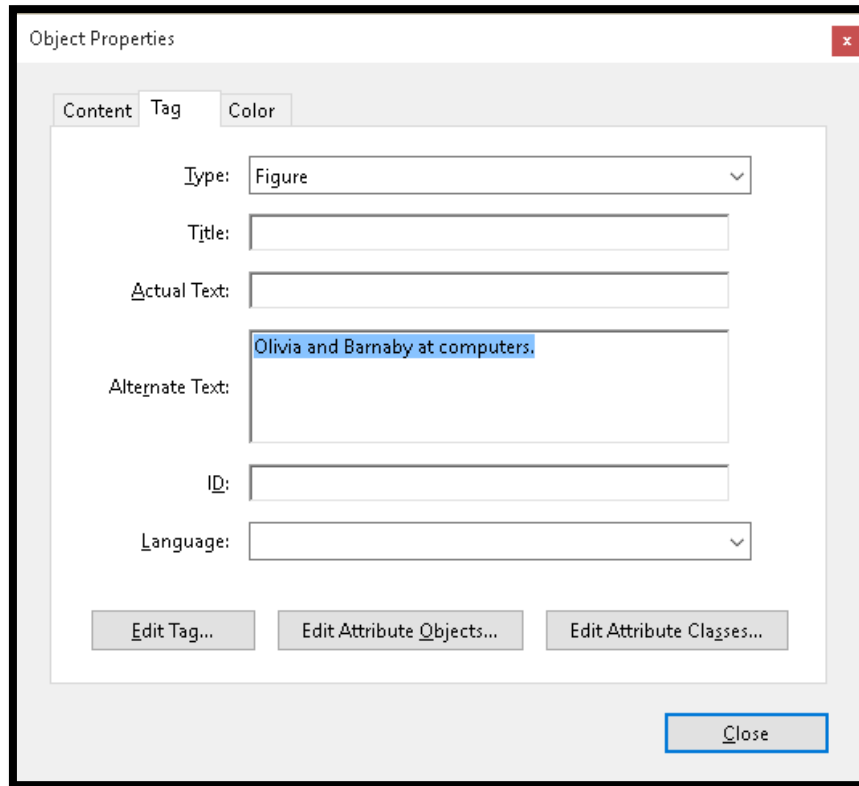 Object Properties
x
Content Tag Color
Type: Figure
Title:
Actual Text:
Alternate Text: Olivia and Barnaby at computers.
ID:
Language:
Edit Tag... Edit Attribute Objects... Edit Attribute Classes...
Close